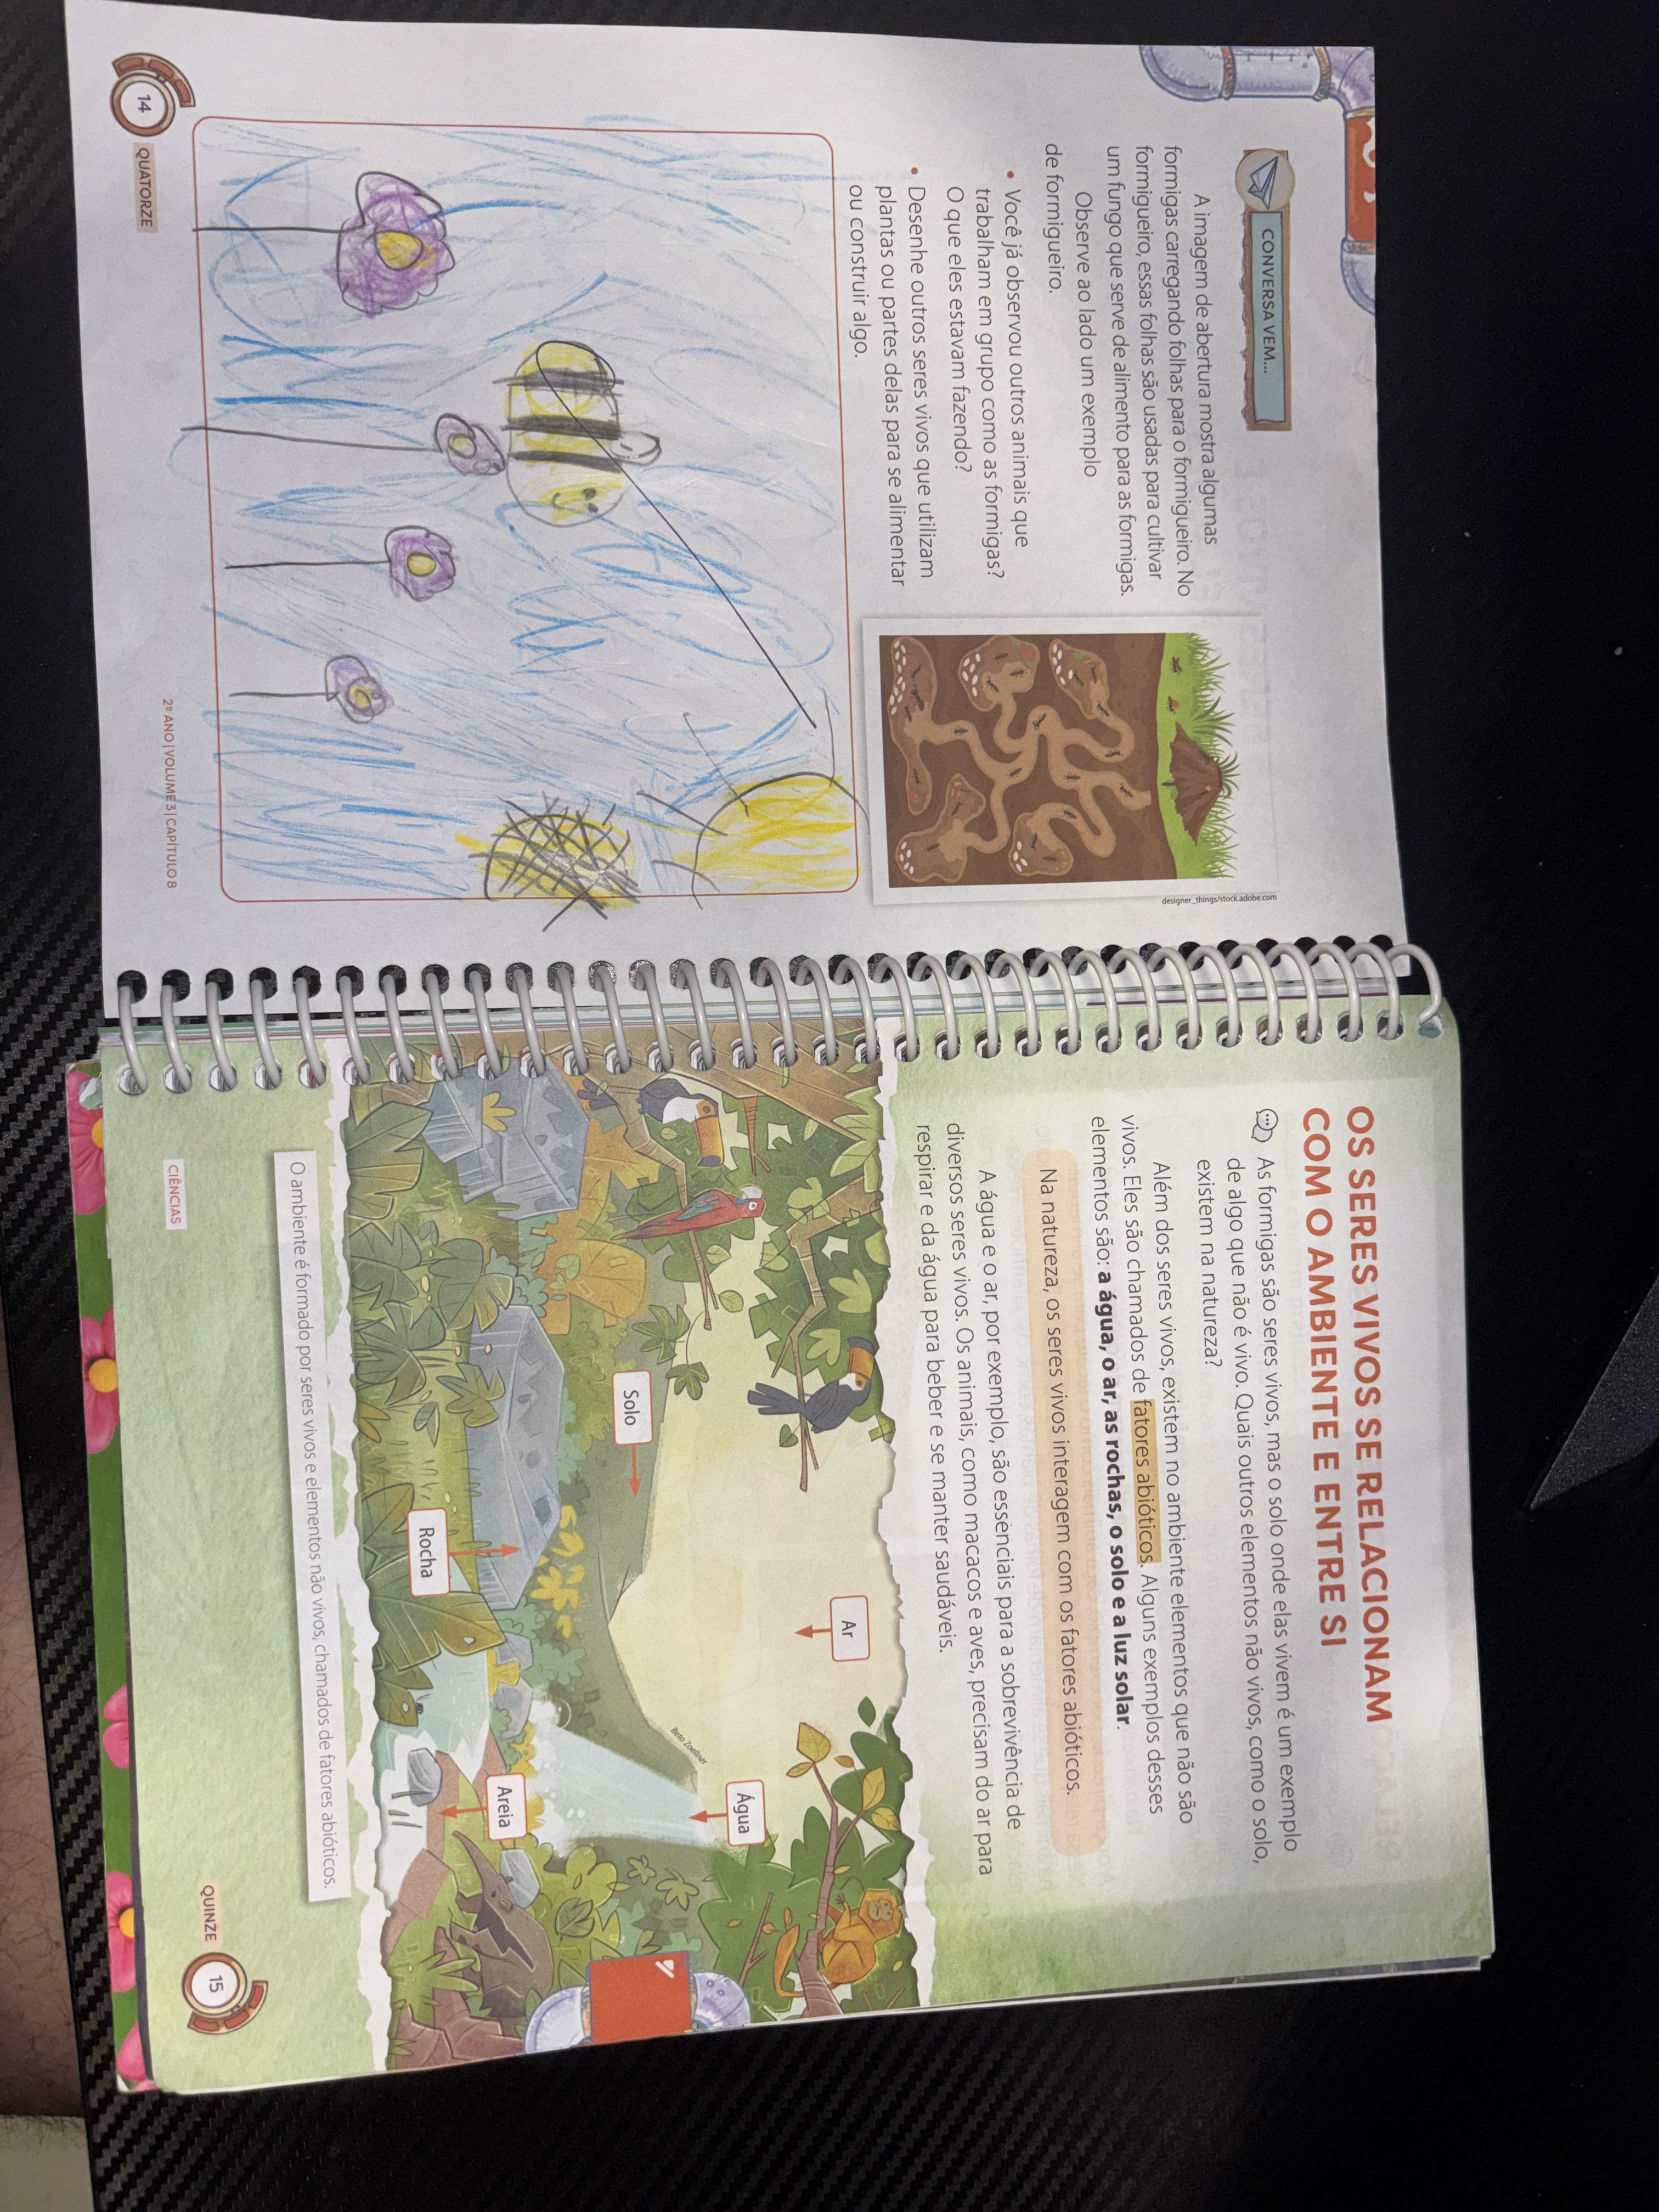 CONVERSA VEM...
A imagem de abertura mostra algumas
formigas carregando folhas para o formigueiro. No
formigueiro, essas folhas são usadas para cultivar
um fungo que serve de alimento para as formigas.
Observe ao lado um exemplo
de formigueiro.
• Você já observou outros animais que
trabalham em grupo como as formigas?
O que eles estavam fazendo?
• Desenhe outros seres vivos que utilizam
plantas ou partes delas para se alimentar
ou construir algo.
designer_things/stock.adobe.com
14
QUATORZE
2º ANO | VOLUME 3 | CAPÍTULO 8
OS SERES VIVOS SE RELACIONAM
COM O AMBIENTE E ENTRE SI
As formigas são seres vivos, mas o solo onde elas vivem é um exemplo
de algo que não é vivo. Quais outros elementos não vivos, como o solo,
existem na natureza?
Além dos seres vivos, existem no ambiente elementos que não são
vivos. Eles são chamados de fatores abióticos. Alguns exemplos desses
elementos são: a água, o ar, as rochas, o solo e a luz solar.
Na natureza, os seres vivos interagem com os fatores abióticos.
A água e o ar, por exemplo, são essenciais para a sobrevivência de
diversos seres vivos. Os animais, como macacos e aves, precisam do ar para
respirar e da água para beber e se manter saudáveis.
Ar
Água
Solo
Beto Zoellner
Areia
Rocha
O ambiente é formado por seres vivos e elementos não vivos, chamados de fatores abióticos.
CIÊNCIAS
QUINZE
15